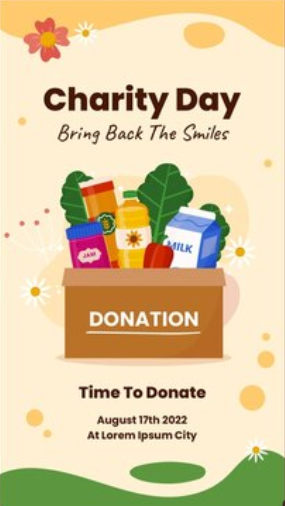 Charity Day
Bring Back The Smiles
JAM
MILK
DONATION
Time To Donate
August 17th 2022
At Lorem Ipsum City